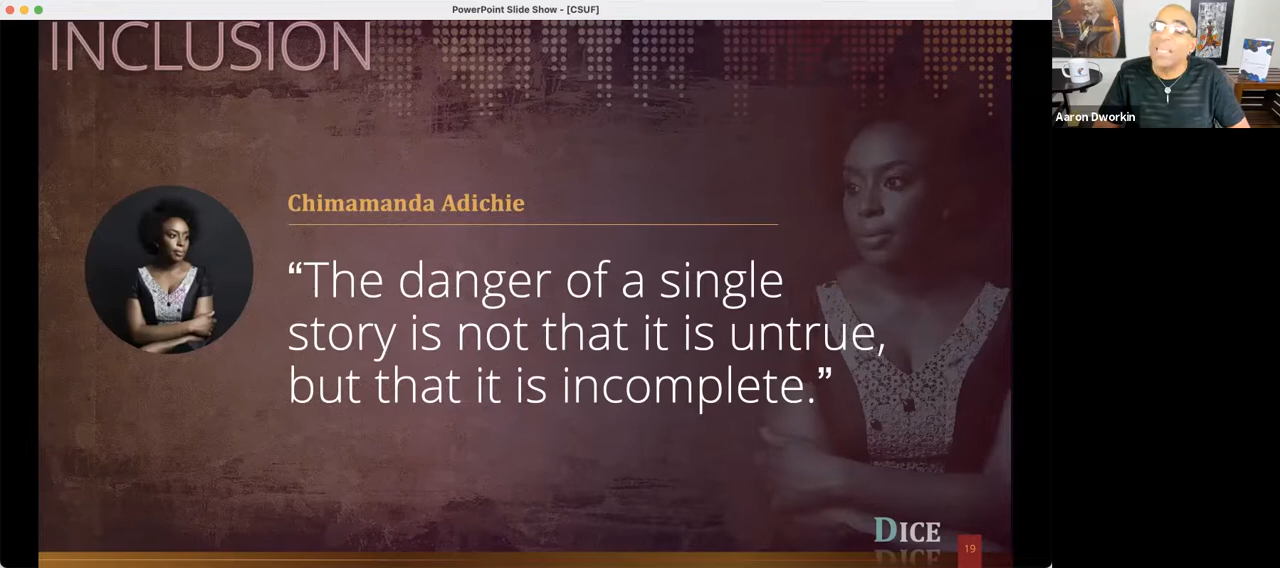 PowerPoint Slide Show - [CSUF]
INCLUSION
Aaron Dworkin
Chimamanda Adichie
“The danger of a single
story is not that it is untrue,
but that it is incomplete.”
DICE
19